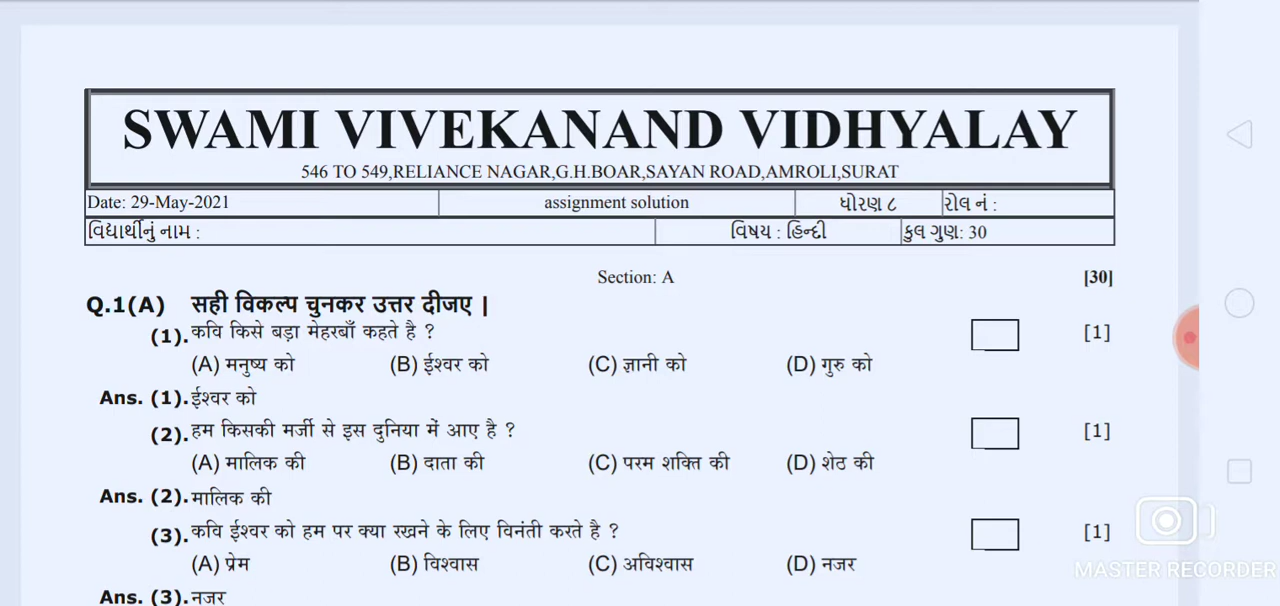 SWAMI VIVEKANAND VIDHYALAY
546 TO 549,RELIANCE NAGAR,G.H.BOAR,SAYAN ROAD,AMROLI,SURAT
Date: 29-May-2021 assignment solution ધોરણ ૮ રોલ નં :
વિદ્યાર્થીનું નામ : વિષય : હિન્દી કુલ ગુણ: 30
Section: A [30]
Q.1(A) सही विकल्प चुनकर उत्तर दीजए |
(1). कवि किसे बड़ा मेहरबाँ कहते है ? [1]
(A) मनुष्य को (B) ईश्वर को (C) ज्ञानी को (D) गुरु को
Ans. (1). ईश्वर को
(2). हम किसकी मर्जी से इस दुनिया में आए है ? [1]
(A) मालिक की (B) दाता की (C) परम शक्ति की (D) शेठ की
Ans. (2). मालिक की
(3). कवि ईश्वर को हम पर क्या रखने के लिए विनंती करते है ? [1]
(A) प्रेम (B) विश्वास (C) अविश्वास (D) नजर
Ans. (3). नजर
MASTER RECORDER